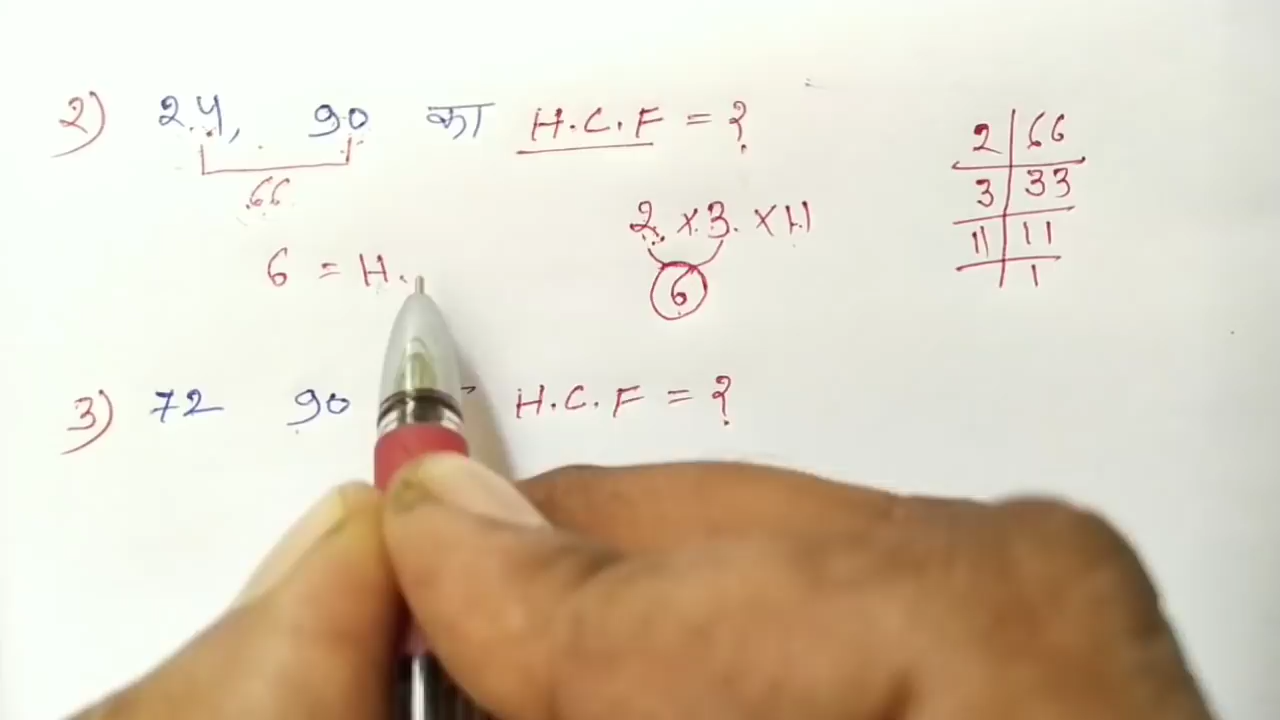 2) 24, 90 का H.C.F = ?
66
6 = H.
2 × 3 × 11
6
2 | 66
3 | 33
11 | 11
1
3) 72 90 H.C.F = ?